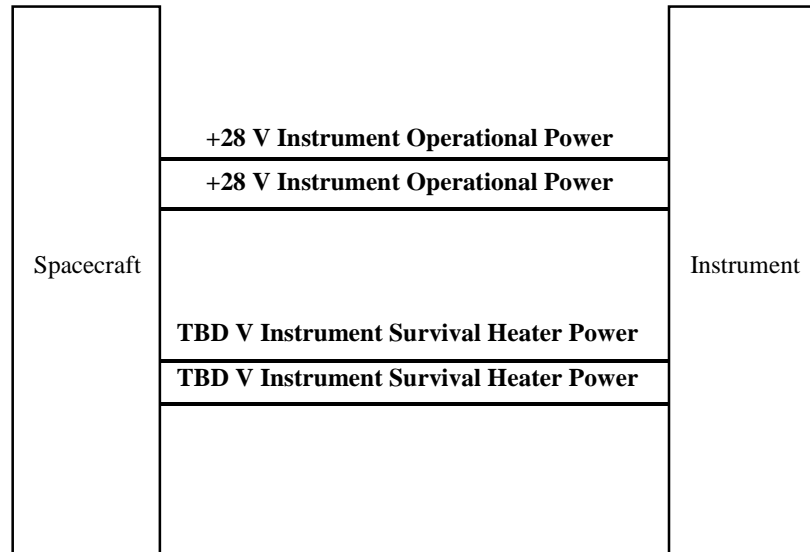 +28 V Instrument Operational Power
+28 V Instrument Operational Power
Spacecraft
Instrument
TBD V Instrument Survival Heater Power
TBD V Instrument Survival Heater Power